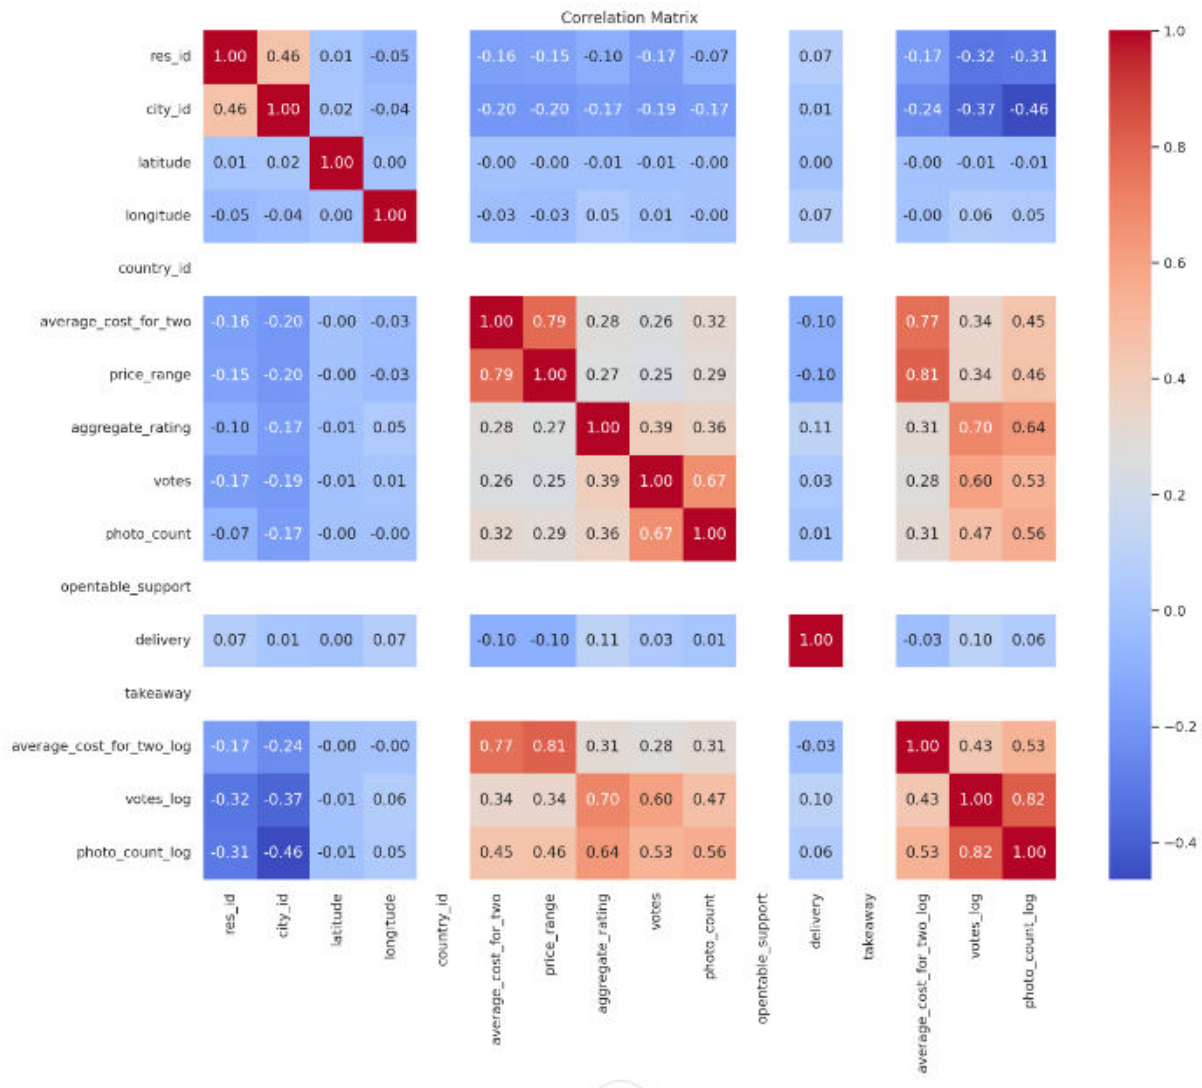 Correlation Matrix
res_id 1.00 0.46 0.01 -0.05 -0.16 -0.15 -0.10 -0.17 -0.07 0.07 -0.17 -0.32 -0.31
city_id 0.46 1.00 0.02 -0.04 -0.20 -0.20 -0.17 -0.19 -0.17 0.01 -0.24 -0.37 -0.46
latitude 0.01 0.02 1.00 0.00 -0.00 -0.00 -0.01 -0.01 -0.00 0.00 -0.00 -0.01 -0.01
longitude -0.05 -0.04 0.00 1.00 -0.03 -0.03 0.05 0.01 -0.00 0.07 -0.00 0.06 0.05
country_id
average_cost_for_two -0.16 -0.20 -0.00 -0.03 1.00 0.79 0.28 0.26 0.32 -0.10 0.77 0.34 0.45
price_range -0.15 -0.20 -0.00 -0.03 0.79 1.00 0.27 0.25 0.29 -0.10 0.81 0.34 0.46
aggregate_rating -0.10 -0.17 -0.01 0.05 0.28 0.27 1.00 0.39 0.36 0.11 0.31 0.70 0.64
votes -0.17 -0.19 -0.01 0.01 0.26 0.25 0.39 1.00 0.67 0.03 0.28 0.60 0.53
photo_count -0.07 -0.17 -0.00 -0.00 0.32 0.29 0.36 0.67 1.00 0.01 0.31 0.47 0.56
opentable_support
delivery 0.07 0.01 0.00 0.07 -0.10 -0.10 0.11 0.03 0.01 1.00 -0.03 0.10 0.06
takeaway
average_cost_for_two_log -0.17 -0.24 -0.00 -0.00 0.77 0.81 0.31 0.28 0.31 -0.03 1.00 0.43 0.53
votes_log -0.32 -0.37 -0.01 0.06 0.34 0.34 0.70 0.60 0.47 0.10 0.43 1.00 0.82
photo_count_log -0.31 -0.46 -0.01 0.05 0.45 0.46 0.64 0.53 0.56 0.06 0.53 0.82 1.00
res_id
city_id
latitude
longitude
country_id
average_cost_for_two
price_range
aggregate_rating
votes
photo_count
opentable_support
delivery
takeaway
average_cost_for_two_log
votes_log
photo_count_log
1.0
0.8
0.6
0.4
0.2
0.0
−0.2
−0.4